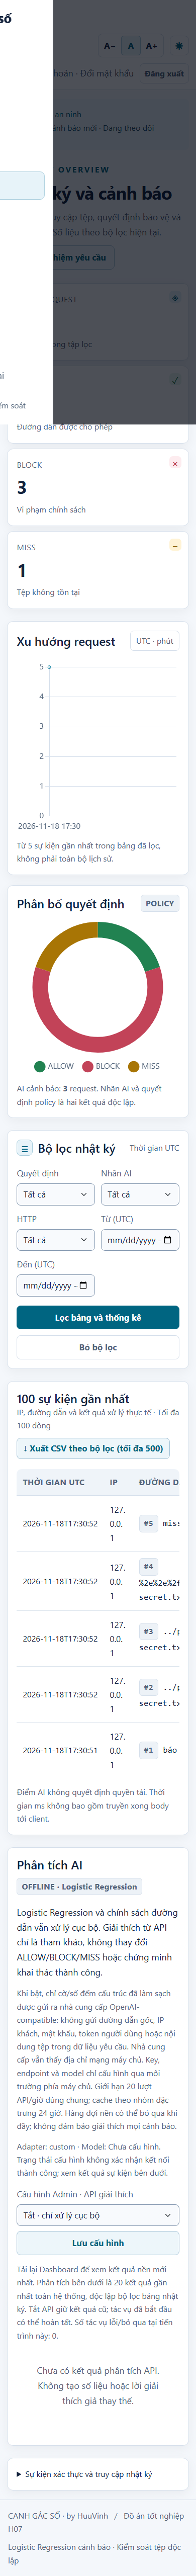 số
A−
A
A+
khoản · Đổi mật khẩu
Đăng xuất
an ninh
cảnh báo mới · Đang theo dõi
OVERVIEW
ký và cảnh báo
cập tệp, quyết định bảo vệ và
Số liệu theo bộ lọc hiện tại.
nghiệm yêu cầu
QUEST
ong tập lọc
ại
ểm soát
Đường dẫn được cho phép
BLOCK
3
Vi phạm chính sách
MISS
1
Tệp không tồn tại
Xu hướng request
UTC · phút
5
4
3
2
1
0
2026-11-18 17:30
Từ 5 sự kiện gần nhất trong bảng đã lọc,
không phải toàn bộ lịch sử.
Phân bố quyết định
POLICY
ALLOW
BLOCK
MISS
AI cảnh báo: 3 request. Nhãn AI và quyết
định policy là hai kết quả độc lập.
Bộ lọc nhật ký
Thời gian UTC
Quyết định
Nhãn AI
Tất cả
Tất cả
HTTP
Từ (UTC)
Tất cả
mm/dd/yyyy -
Đến (UTC)
mm/dd/yyyy -
Lọc bảng và thống kê
Bỏ bộ lọc
100 sự kiện gần nhất
IP, đường dẫn và kết quả xử lý thực tế · Tối đa
100 dòng
↓ Xuất CSV theo bộ lọc (tối đa 500)
THỜI GIAN UTC
IP
ĐƯỜNG D
2026-11-18T17:30:52
127.
0.0.
1
#5 miss
2026-11-18T17:30:52
127.
0.0.
1
#4
%2e%2e%2f
secret.tx
2026-11-18T17:30:52
127.
0.0.
1
#3 ../p
secret.tx
2026-11-18T17:30:52
127.
0.0.
1
#2 ../p
secret.tx
2026-11-18T17:30:51
127.
0.0.
1
#1 báo
Điểm AI không quyết định quyền tải. Thời
gian ms không bao gồm truyền xong body
tới client.
Phân tích AI
OFFLINE · Logistic Regression
Logistic Regression và chính sách đường
dẫn vẫn xử lý cục bộ. Giải thích từ API
chỉ là tham khảo, không thay đổi
ALLOW/BLOCK/MISS hoặc chứng minh
khai thác thành công.
Khi bật, chỉ cờ/số đếm cấu trúc đã làm sạch
được gửi ra nhà cung cấp OpenAI-
compatible: không gửi đường dẫn gốc, IP
khách, mật khẩu, token người dùng hoặc nội
dung tệp trong dữ liệu yêu cầu. Nhà cung
cấp vẫn thấy địa chỉ mạng máy chủ. Key,
endpoint và model chỉ cấu hình qua môi
trường phía máy chủ. Giới hạn 20 lượt
API/giờ dùng chung; cache theo nhóm đặc
trưng 24 giờ. Hàng đợi nền có thể bỏ qua khi
đầy; không đảm bảo giải thích mọi cảnh báo.
Adapter: custom · Model: Chưa cấu hình.
Trạng thái cấu hình không xác nhận kết nối
thành công; xem kết quả sự kiện bên dưới.
Cấu hình Admin · API giải thích
Tắt · chỉ xử lý cục bộ
Lưu cấu hình
Tải lại Dashboard để xem kết quả nền mới
nhất. Phân tích bên dưới là 20 kết quả gần
nhất toàn hệ thống, độc lập bộ lọc bảng nhật
ký. Tắt API giữ kết quả cũ; tác vụ đã bắt đầu
có thể hoàn tất. Số tác vụ lỗi/bỏ qua tại tiến
trình này: 0.
Chưa có kết quả phân tích API.
Không tạo số liệu hoặc lời giải
thích giả thay thế.
Sự kiện xác thực và truy cập nhật ký
CANH GÁC SỐ · by HuuVinh / Đồ án tốt nghiệp
H07
Logistic Regression cảnh báo · Kiểm soát tệp độc
lập